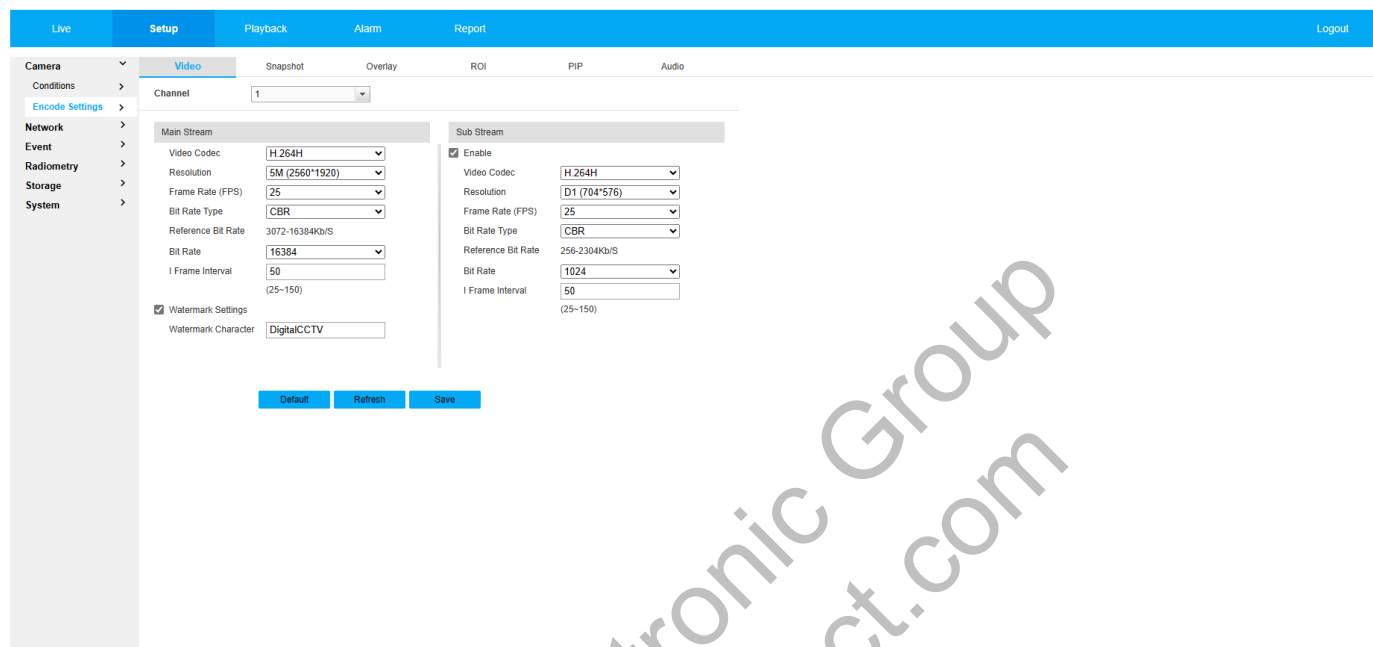 Live Setup Playback Alarm Report Logout
Camera
Conditions
Encode Settings
Network
Event
Radiometry
Storage
System
Video Snapshot Overlay ROI PIP Audio
Channel 1
Main Stream
Video Codec H.264H
Resolution 5M (2560*1920)
Frame Rate (FPS) 25
Bit Rate Type CBR
Reference Bit Rate 3072-16384Kb/S
Bit Rate 16384
I Frame Interval 50
(25~150)
Watermark Settings
Watermark Character DigitalCCTV
Sub Stream
Enable
Video Codec H.264H
Resolution D1 (704*576)
Frame Rate (FPS) 25
Bit Rate Type CBR
Reference Bit Rate 256-2304Kb/S
Bit Rate 1024
I Frame Interval 50
(25~150)
Default Refresh Save
tronic Group
ct.com